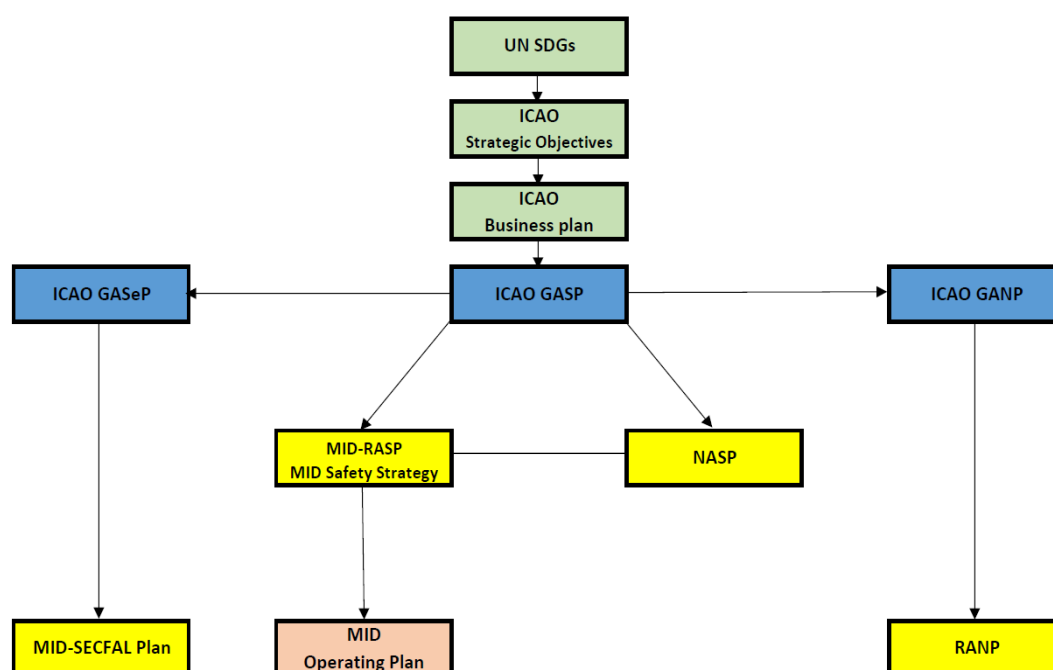 UN SDGs
ICAO
Strategic Objectives
ICAO
Business plan
ICAO GASeP
ICAO GASP
ICAO GANP
MID-RASP
MID Safety Strategy
NASP
MID-SECFAL Plan
MID
Operating Plan
RANP